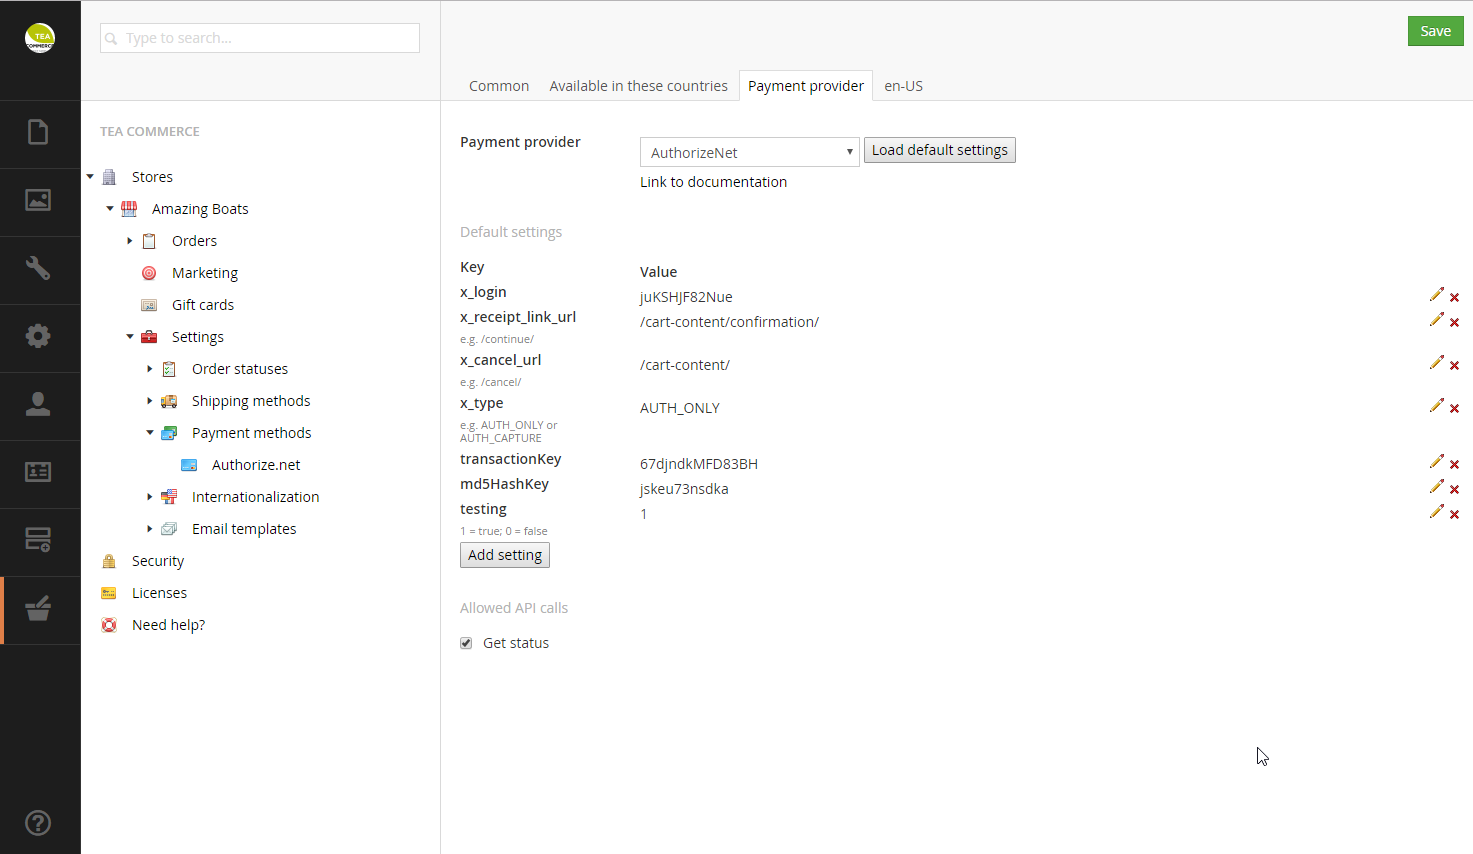 TEA
COMMERCE
Type to search...
Save
Common
Available in these countries
Payment provider
en-US
TEA COMMERCE
Stores
Amazing Boats
Orders
Marketing
Gift cards
Settings
Order statuses
Shipping methods
Payment methods
Authorize.net
Internationalization
Email templates
Security
Licenses
Need help?
Payment provider
AuthorizeNet
Load default settings
Link to documentation
Default settings
Key
Value
x_login
juKSHJF82Nue
x_receipt_link_url
/cart-content/confirmation/
e.g. /continue/
x_cancel_url
/cart-content/
e.g. /cancel/
x_type
AUTH_ONLY
e.g. AUTH_ONLY or
AUTH_CAPTURE
transactionKey
67djndkMFD83BH
md5HashKey
jskeu73nsdka
testing
1
1 = true; 0 = false
Add setting
Allowed API calls
Get status